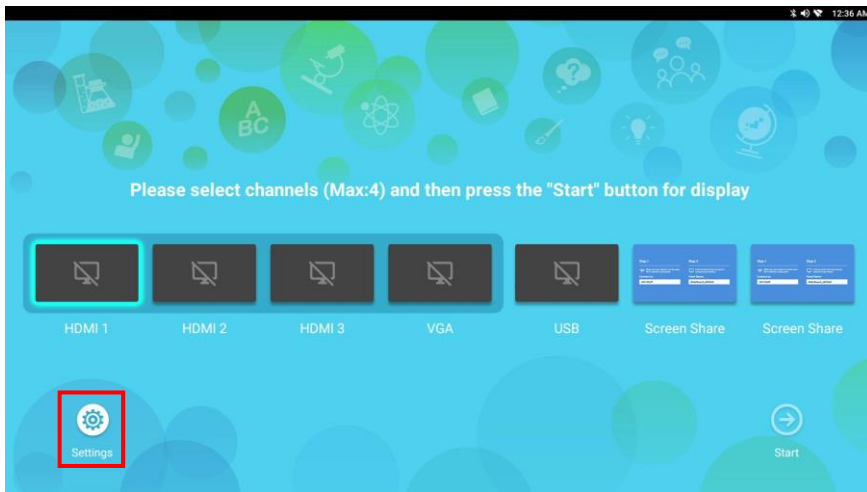 12:36 AM
A
BC
Please select channels (Max:4) and then press the "Start" button for display
HDMI 1
HDMI 2
HDMI 3
VGA
USB
Screen Share
Screen Share
Settings
Start